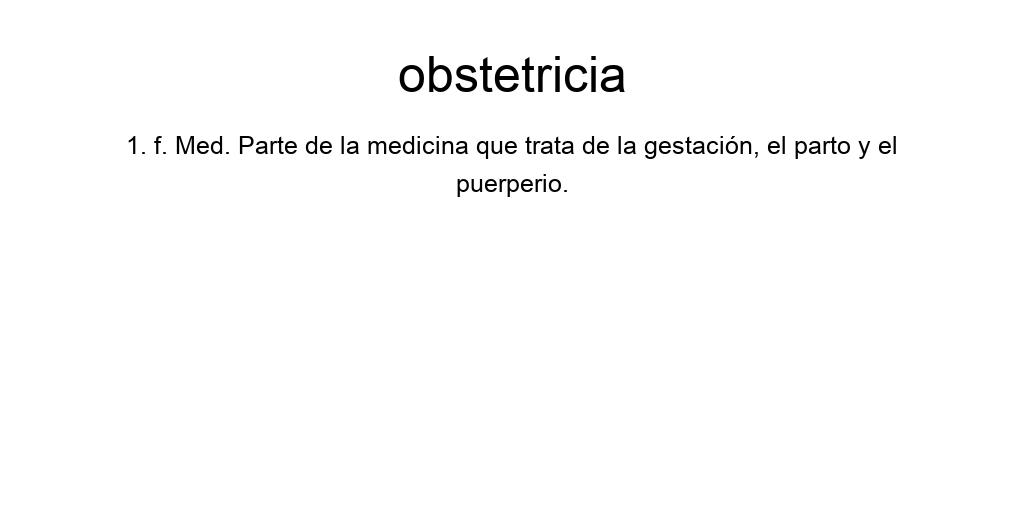 obstetricia
1. f. Med. Parte de la medicina que trata de la gestación, el parto y el
puerperio.